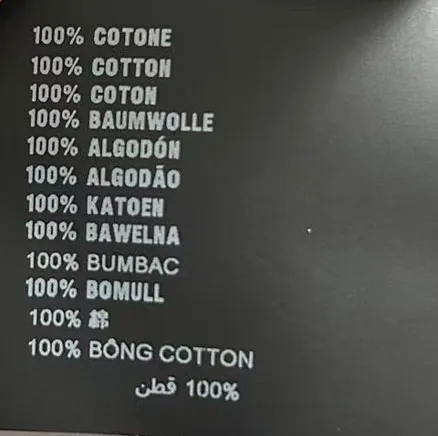 100% COTONE
100% COTTON
100% COTON
100% BAUMWOLLE
100% ALGODÓN
100% ALGODÃO
100% KATOEN
100% BAWELNA
100% BUMBAC
100% BOMULL
100% 綿
100% BÔNG COTTON
100% قطن